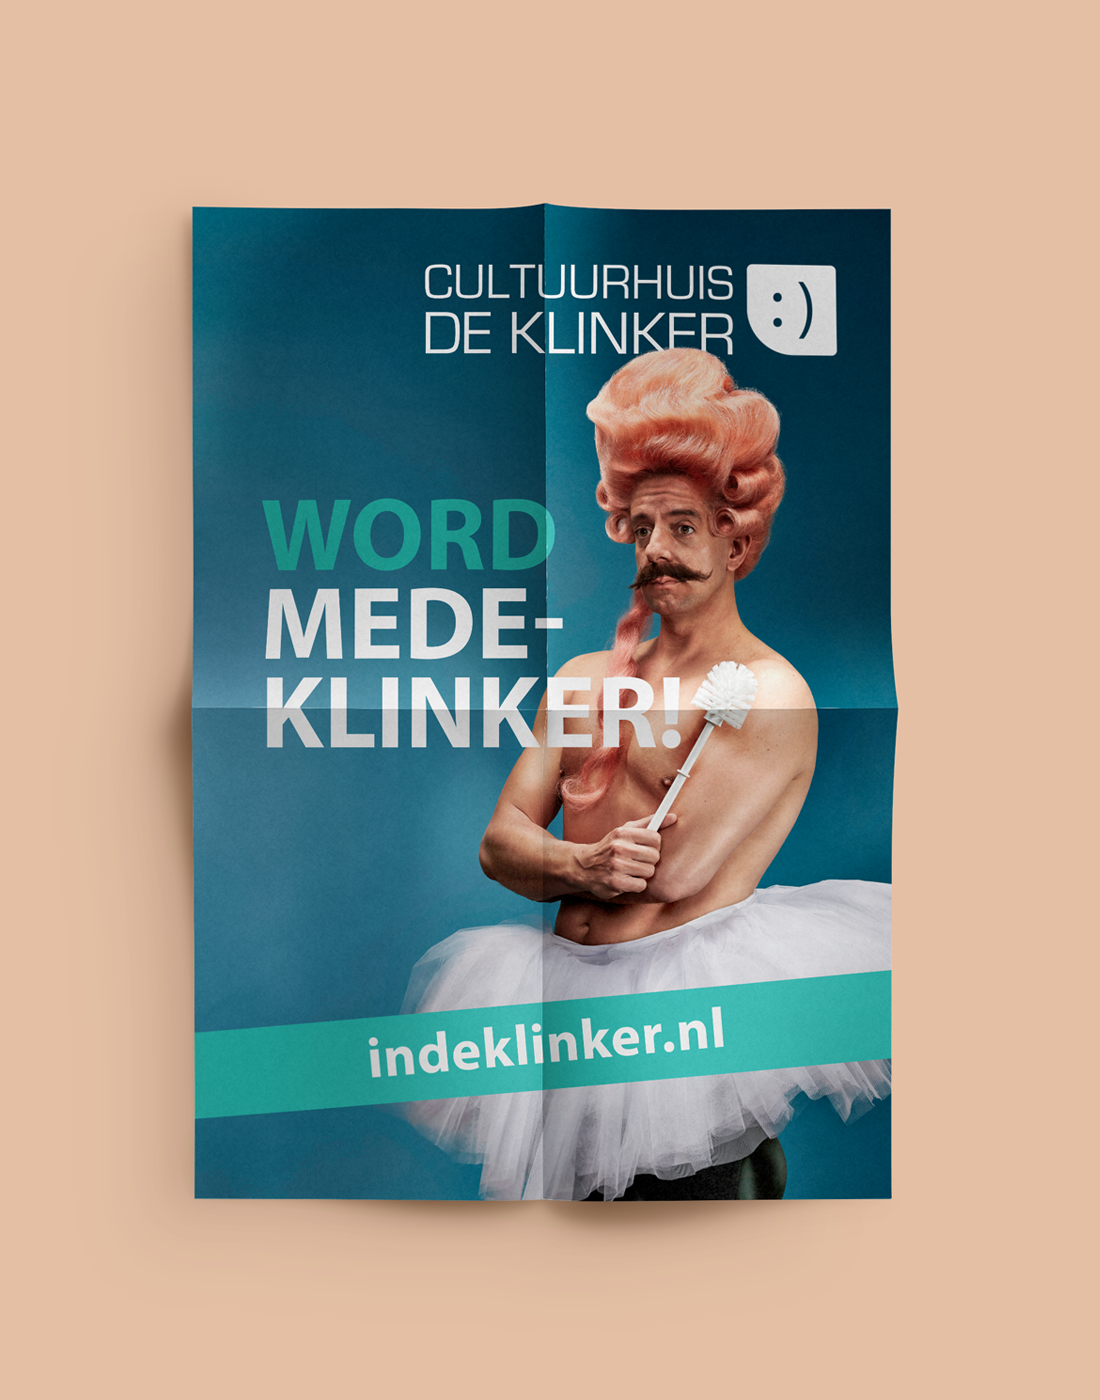 CULTUURHUIS
DE KLINKER
:)
WORD
MEDE-
KLINKER!
indeklinker.nl